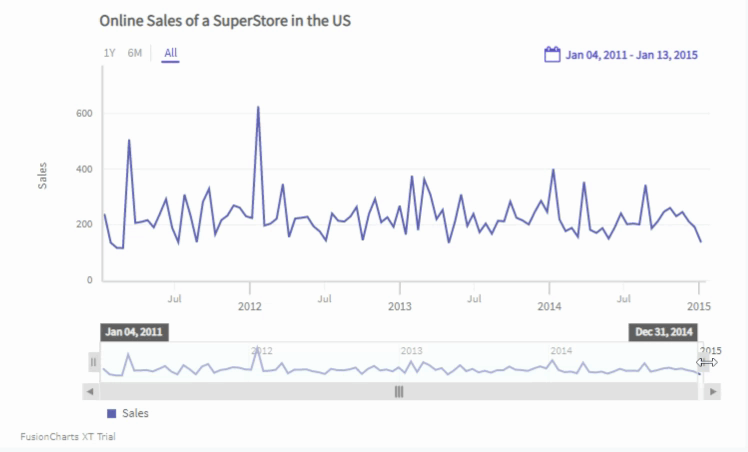 Online Sales of a SuperStore in the US
1Y 6M All
Jan 04, 2011 - Jan 13, 2015
600
400
200
0
Sales
Jul 2012 Jul 2013 Jul 2014 Jul 2015
Jan 04, 2011
Dec 31, 2014
2012 2013 2014 2015
Sales
FusionCharts XT Trial